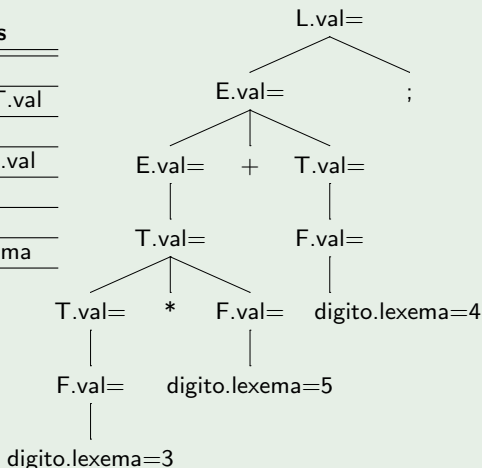 s
L.val=
T.val
E.val= ;
.val
E.val= + T.val=
T.val= F.val=
ma
T.val= * F.val= digito.lexema=4
F.val= digito.lexema=5
digito.lexema=3